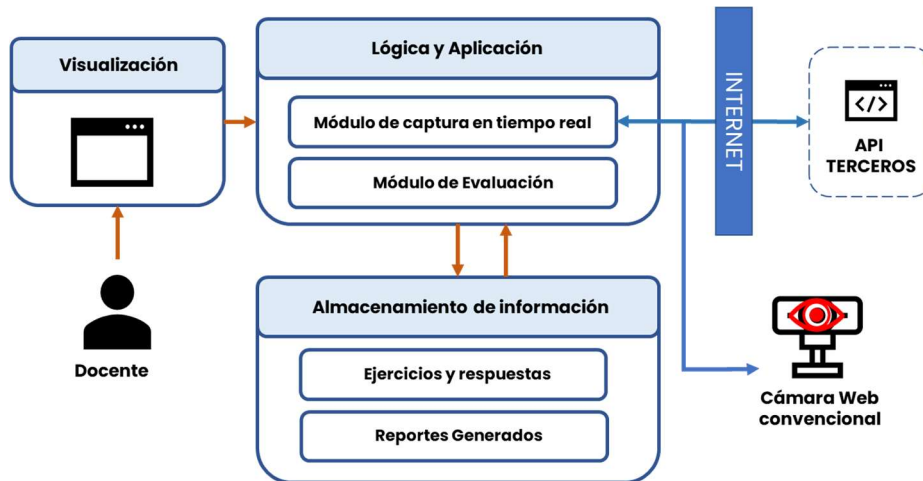 Visualización
Lógica y Aplicación
Módulo de captura en tiempo real
Módulo de Evaluación
INTERNET
</>
API
TERCEROS
Docente
Almacenamiento de información
Ejercicios y respuestas
Reportes Generados
Cámara Web
convencional